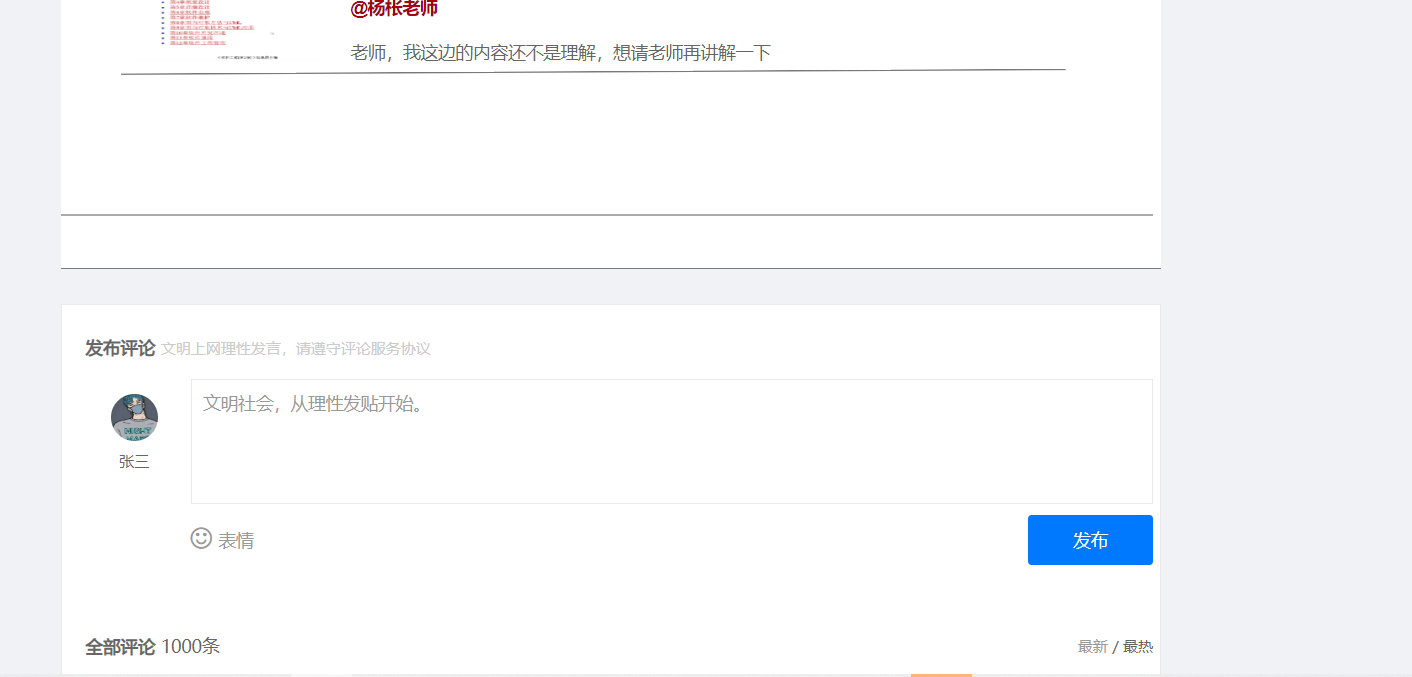 @杨枨老师
老师，我这边的内容还不是理解，想请老师再讲解一下
发布评论 文明上网理性发言，请遵守评论服务协议
文明社会，从理性发贴开始。
张三
表情
发布
全部评论 1000条
最新 / 最热